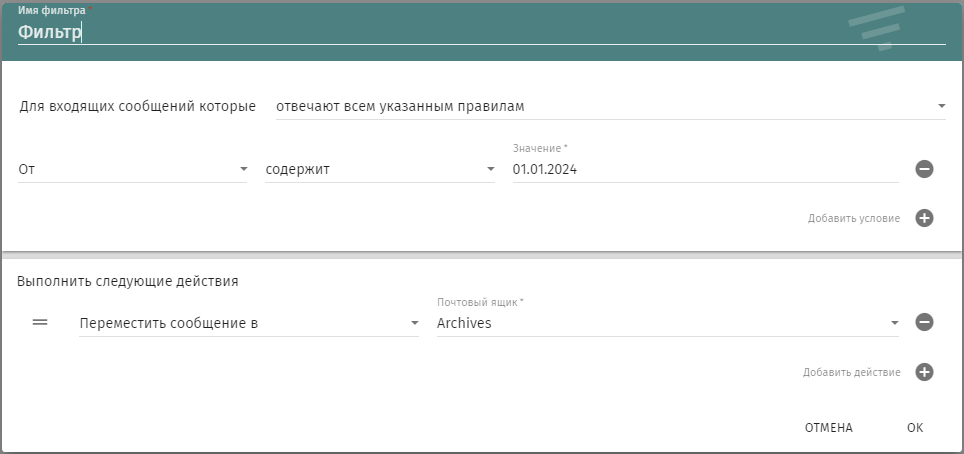 Имя фильтра *
Фильтр
Для входящих сообщений которые отвечают всем указанным правилам
Значение *
От содержит 01.01.2024
Добавить условие
Выполнить следующие действия
Почтовый ящик *
Переместить сообщение в Archives
Добавить действие
ОТМЕНА OK